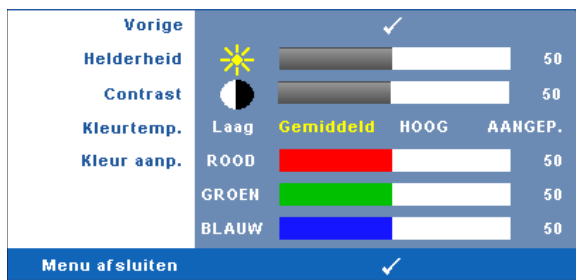 Vorige
Helderheid 50
Contrast 50
Kleurtemp. Laag Gemiddeld HOOG AANGEP.
Kleur aanp. ROOD 50
GROEN 50
BLAUW 50
Menu afsluiten